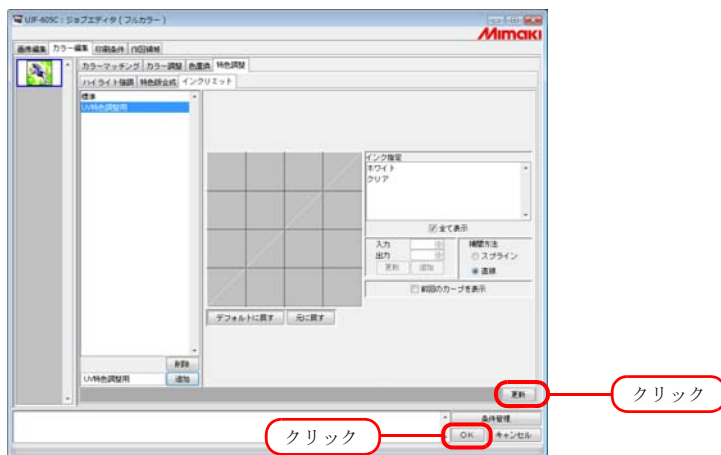 UJF-605C : ジョブエディタ ( フルカラー )
Mimaki
画像編集 カラー編集 印刷条件 作図領域
カラーマッチング カラー調整 色置換 特色調整
ハイライト強調 特色版合成 インクリミット
標準
UV特色調整用
インク指定
ホワイト
クリア
全て表示
入力
出力
更新 追加
補間方法
スプライン
直線
前回のカーブを表示
デフォルトに戻す 元に戻す
削除
UV特色調整用 追加
更新
クリック
条件管理
クリック
OK キャンセル